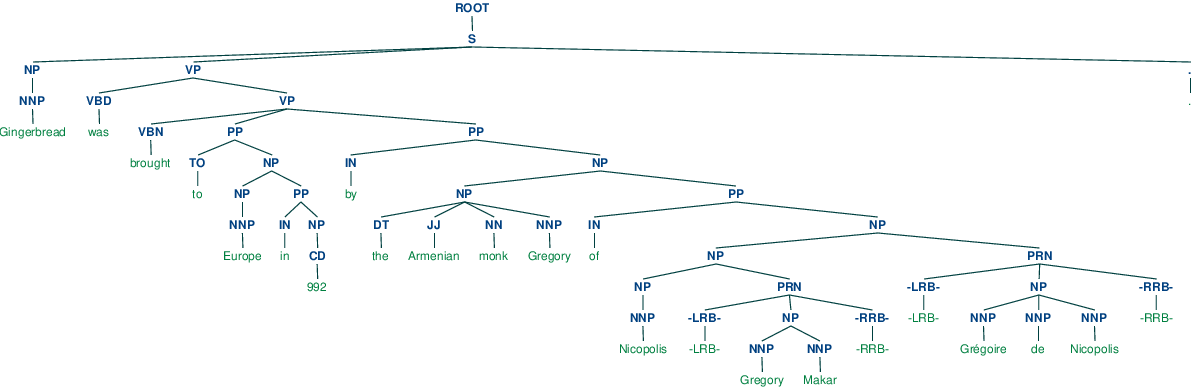 ROOT
S
NP VP .
NNP VBD VP .
Gingerbread was VBN PP PP
brought TO NP IN NP
to NP PP by NP PP
NNP IN NP DT JJ NN NNP IN NP
Europe in CD the Armenian monk Gregory of NP PRN
992 NP PRN -LRB- NP -RRB-
NNP -LRB- NP -RRB- -LRB- NNP NNP NNP -RRB-
Nicopolis -LRB- NNP NNP -RRB- Grégoire de Nicopolis
Gregory Makar